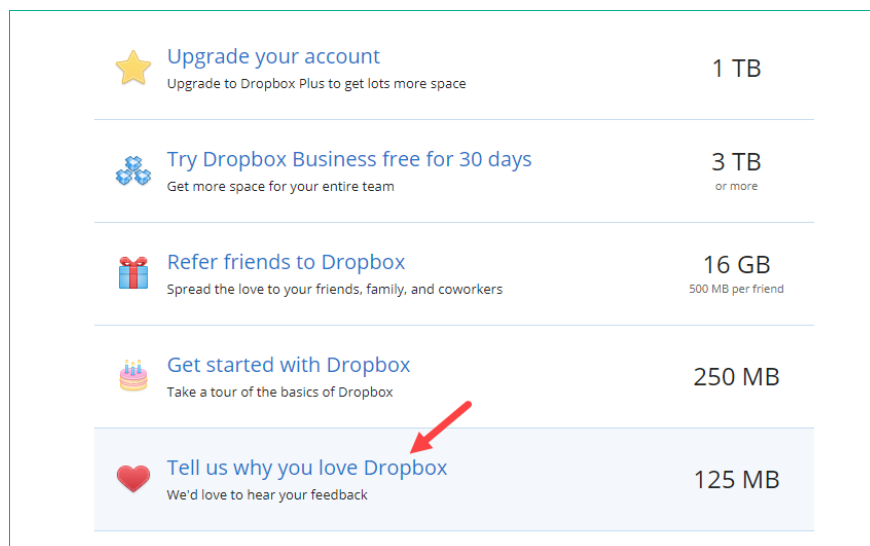 Upgrade your account
Upgrade to Dropbox Plus to get lots more space
1 TB
Try Dropbox Business free for 30 days
Get more space for your entire team
3 TB
or more
Refer friends to Dropbox
Spread the love to your friends, family, and coworkers
16 GB
500 MB per friend
Get started with Dropbox
Take a tour of the basics of Dropbox
250 MB
Tell us why you love Dropbox
We'd love to hear your feedback
125 MB